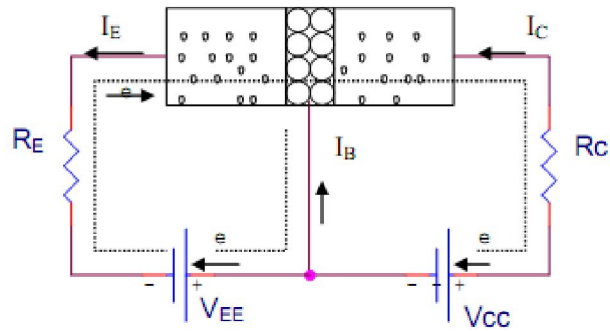 I_E I_C
e
R_E I_B R_C
e e
− + − + +
V_EE V_CC